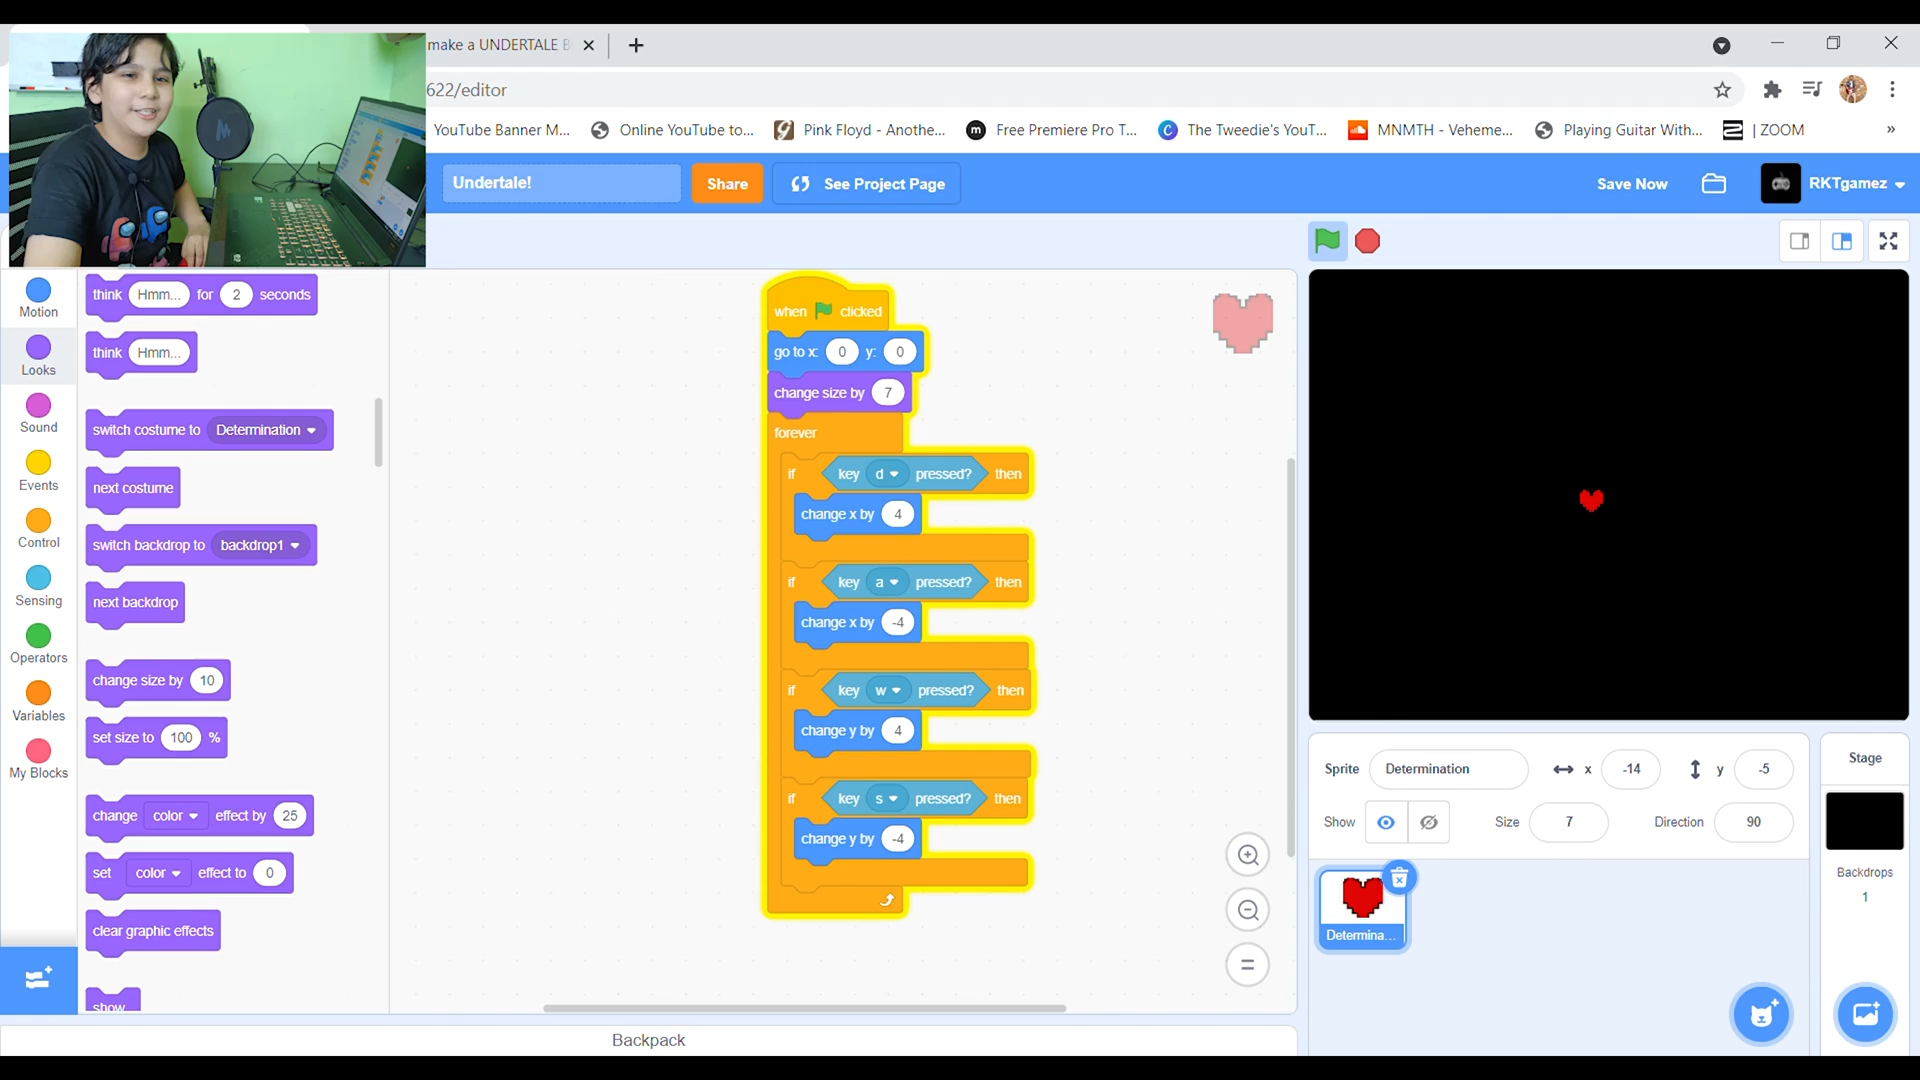 make a UNDERTALE B
622/editor
YouTube Banner M...
Online YouTube to...
Pink Floyd - Anothe...
Free Premiere Pro T...
The Tweedie's YouT...
MNMTH - Veheme...
Playing Guitar With...
| ZOOM
»
Undertale!
Share
See Project Page
Save Now
RKTgamez
Motion
Looks
Sound
Events
Control
Sensing
Operators
Variables
My Blocks
think Hmm... for 2 seconds
think Hmm...
switch costume to Determination
next costume
switch backdrop to backdrop1
next backdrop
change size by 10
set size to 100 %
change color effect by 25
set color effect to 0
clear graphic effects
show
when clicked
go to x: 0 y: 0
change size by 7
forever
if key d pressed? then
change x by 4
if key a pressed? then
change x by -4
if key w pressed? then
change y by 4
if key s pressed? then
change y by -4
Backpack
Sprite Determination x -14 y -5
Show Size 7 Direction 90
Determina...
Stage
Backdrops
1